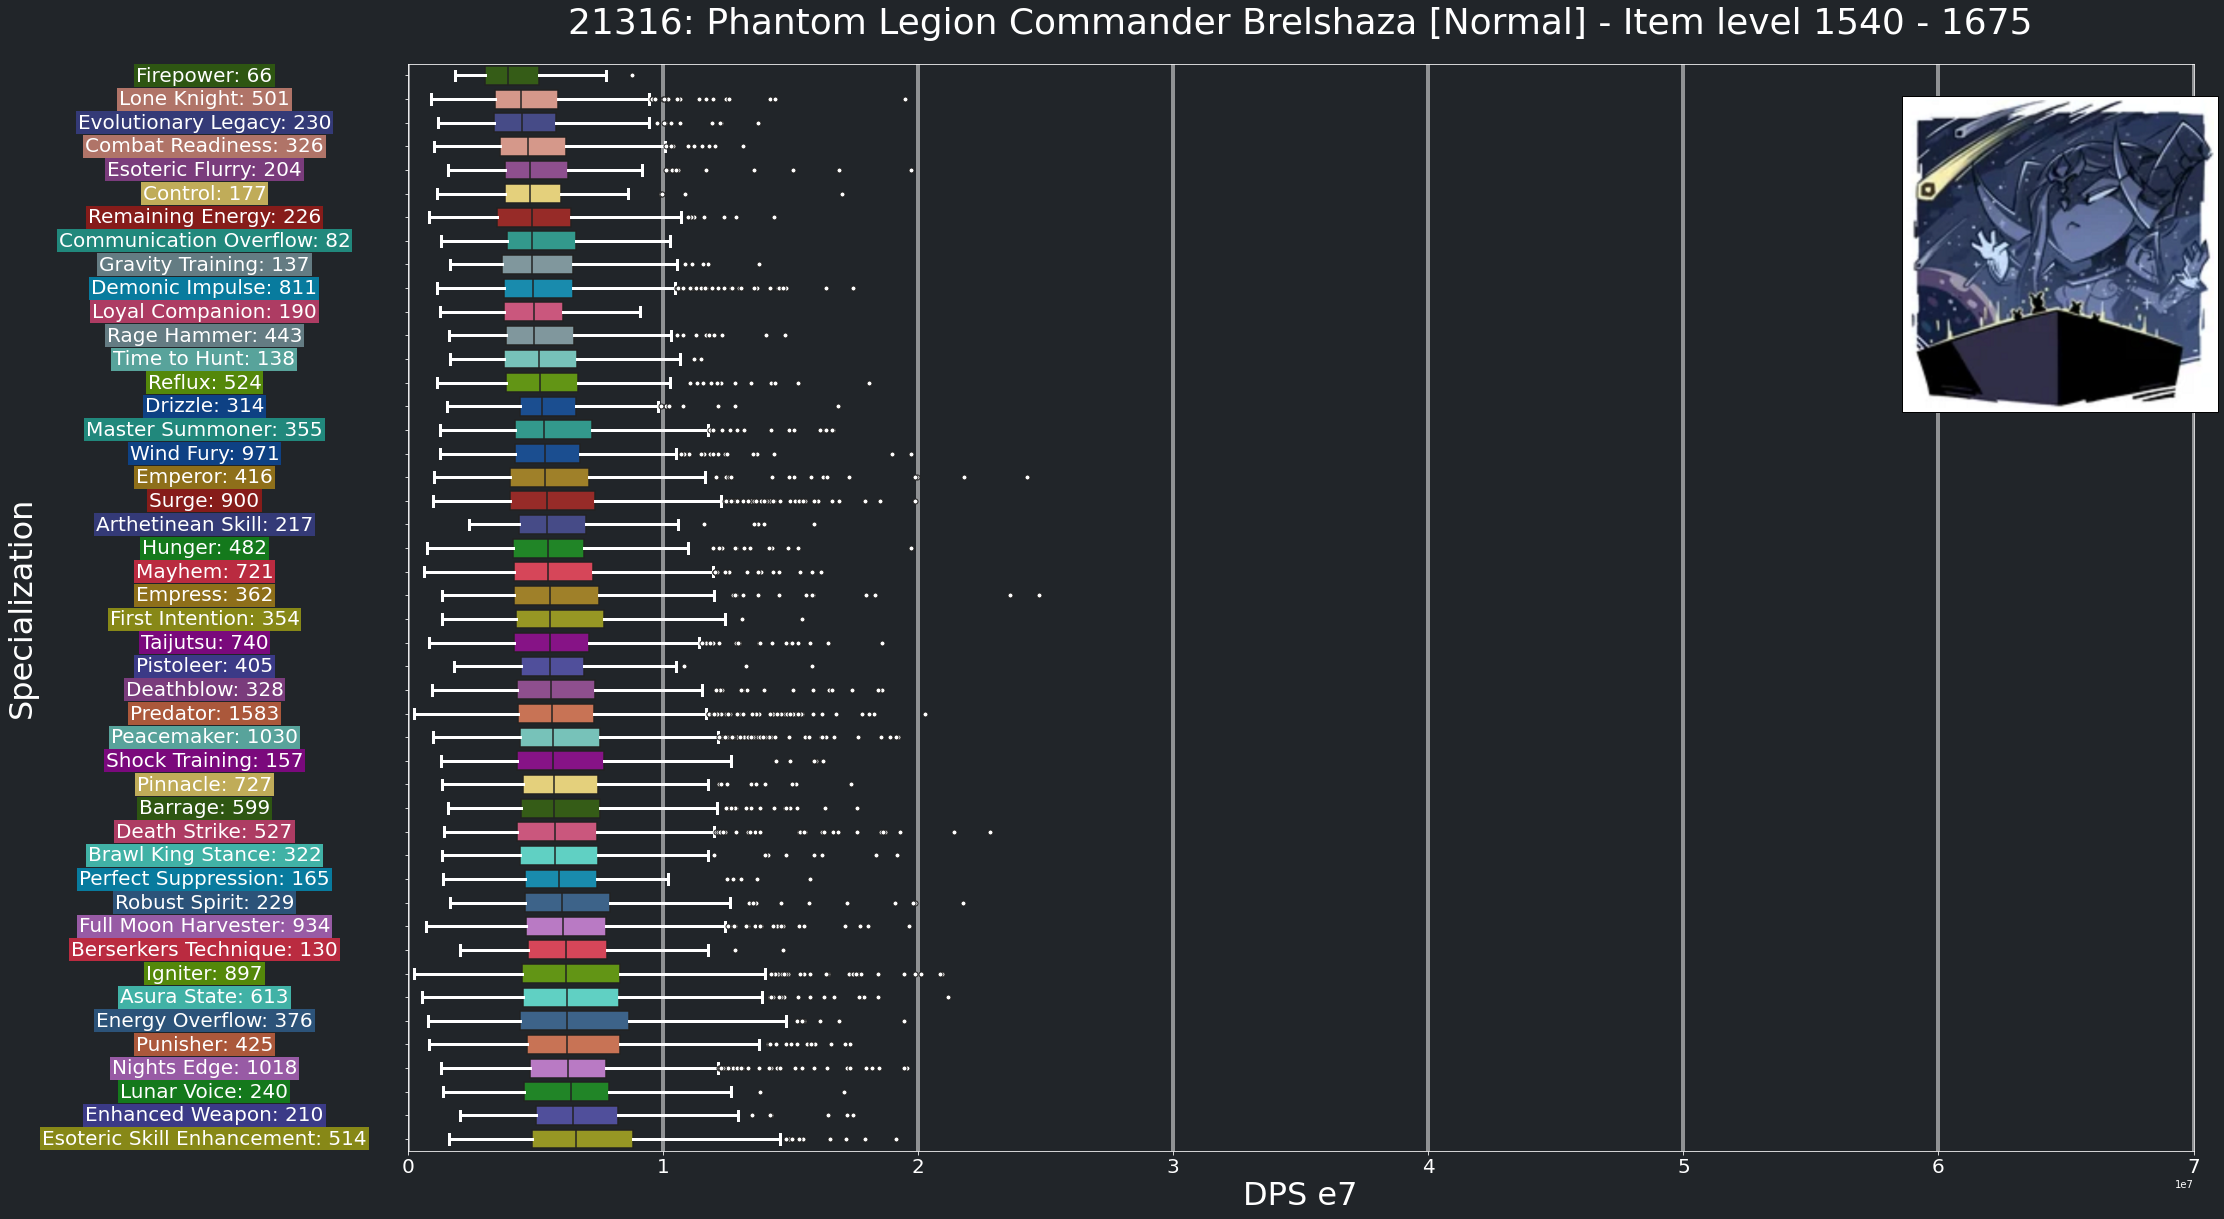 21316: Phantom Legion Commander Brelshaza [Normal] - Item level 1540 - 1675
Specialization
Firepower: 66
Lone Knight: 501
Evolutionary Legacy: 230
Combat Readiness: 326
Esoteric Flurry: 204
Control: 177
Remaining Energy: 226
Communication Overflow: 82
Gravity Training: 137
Demonic Impulse: 811
Loyal Companion: 190
Rage Hammer: 443
Time to Hunt: 138
Reflux: 524
Drizzle: 314
Master Summoner: 355
Wind Fury: 971
Emperor: 416
Surge: 900
Arthetinean Skill: 217
Hunger: 482
Mayhem: 721
Empress: 362
First Intention: 354
Taijutsu: 740
Pistoleer: 405
Deathblow: 328
Predator: 1583
Peacemaker: 1030
Shock Training: 157
Pinnacle: 727
Barrage: 599
Death Strike: 527
Brawl King Stance: 322
Perfect Suppression: 165
Robust Spirit: 229
Full Moon Harvester: 934
Berserkers Technique: 130
Igniter: 897
Asura State: 613
Energy Overflow: 376
Punisher: 425
Nights Edge: 1018
Lunar Voice: 240
Enhanced Weapon: 210
Esoteric Skill Enhancement: 514
0 1 2 3 4 5 6 7
1e7
DPS e7